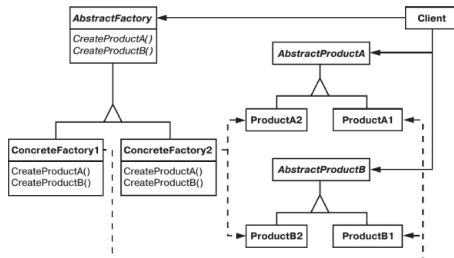 AbstractFactory
CreateProductA()
CreateProductB()
Client
AbstractProductA
ProductA2
ProductA1
ConcreteFactory1
CreateProductA()
CreateProductB()
ConcreteFactory2
CreateProductA()
CreateProductB()
AbstractProductB
ProductB2
ProductB1